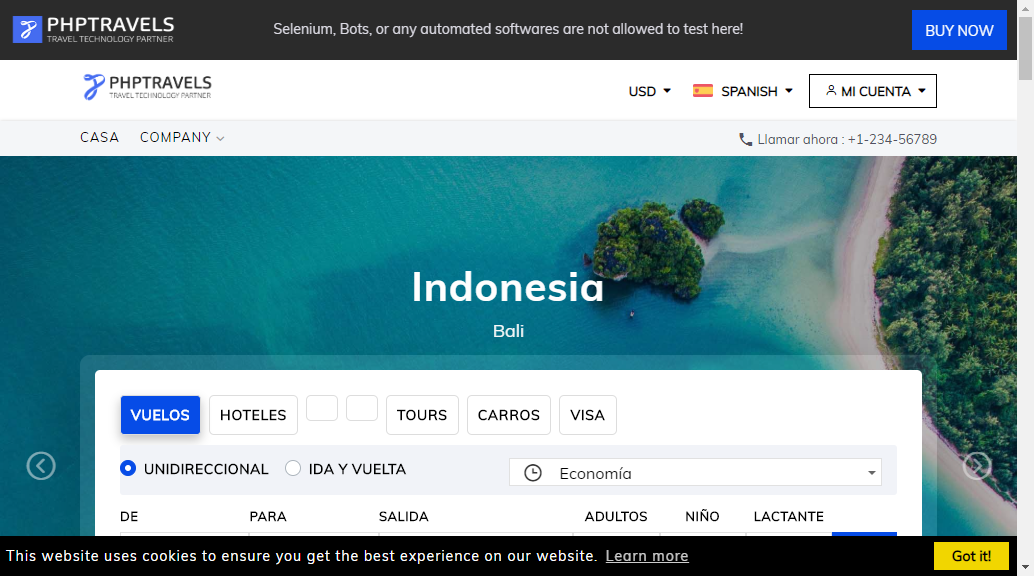 PHPTRAVELS
TRAVEL TECHNOLOGY PARTNER
Selenium, Bots, or any automated softwares are not allowed to test here!
BUY NOW
PHPTRAVELS
TRAVEL TECHNOLOGY PARTNER
USD
SPANISH
MI CUENTA
CASA
COMPANY
Llamar ahora : +1-234-56789
Indonesia
Bali
VUELOS
HOTELES
TOURS
CARROS
VISA
UNIDIRECCIONAL
IDA Y VUELTA
Economía
DE
PARA
SALIDA
ADULTOS
NIÑO
LACTANTE
This website uses cookies to ensure you get the best experience on our website. Learn more
Got it!